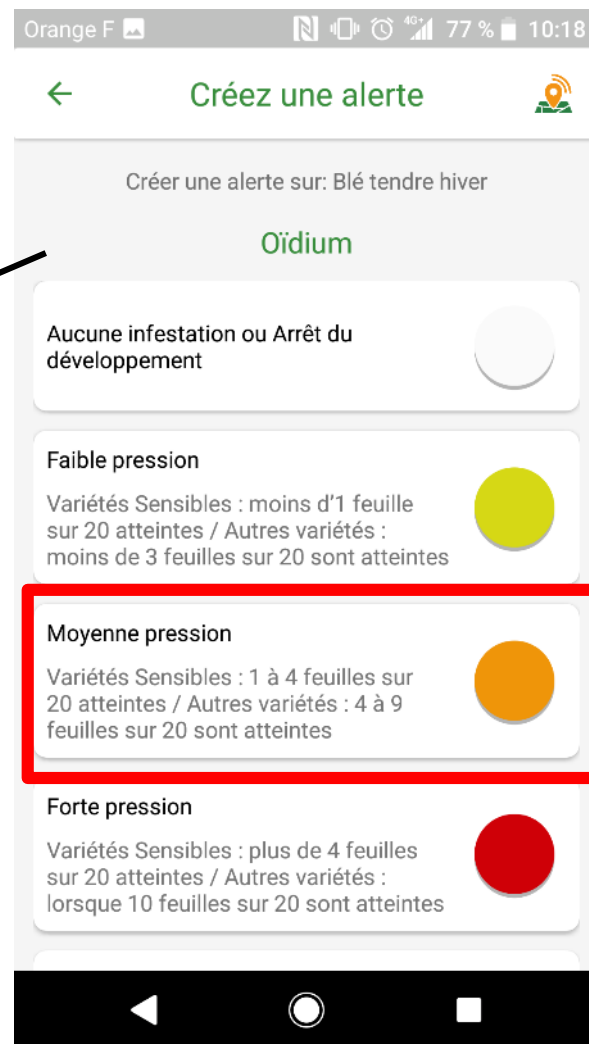 Orange F 4G+ 77 % 10:18
Créez une alerte
Créer une alerte sur: Blé tendre hiver
Oïdium
Aucune infestation ou Arrêt du
développement
Faible pression
Variétés Sensibles : moins d'1 feuille
sur 20 atteintes / Autres variétés :
moins de 3 feuilles sur 20 sont atteintes
Moyenne pression
Variétés Sensibles : 1 à 4 feuilles sur
20 atteintes / Autres variétés : 4 à 9
feuilles sur 20 sont atteintes
Forte pression
Variétés Sensibles : plus de 4 feuilles
sur 20 atteintes / Autres variétés :
lorsque 10 feuilles sur 20 sont atteintes